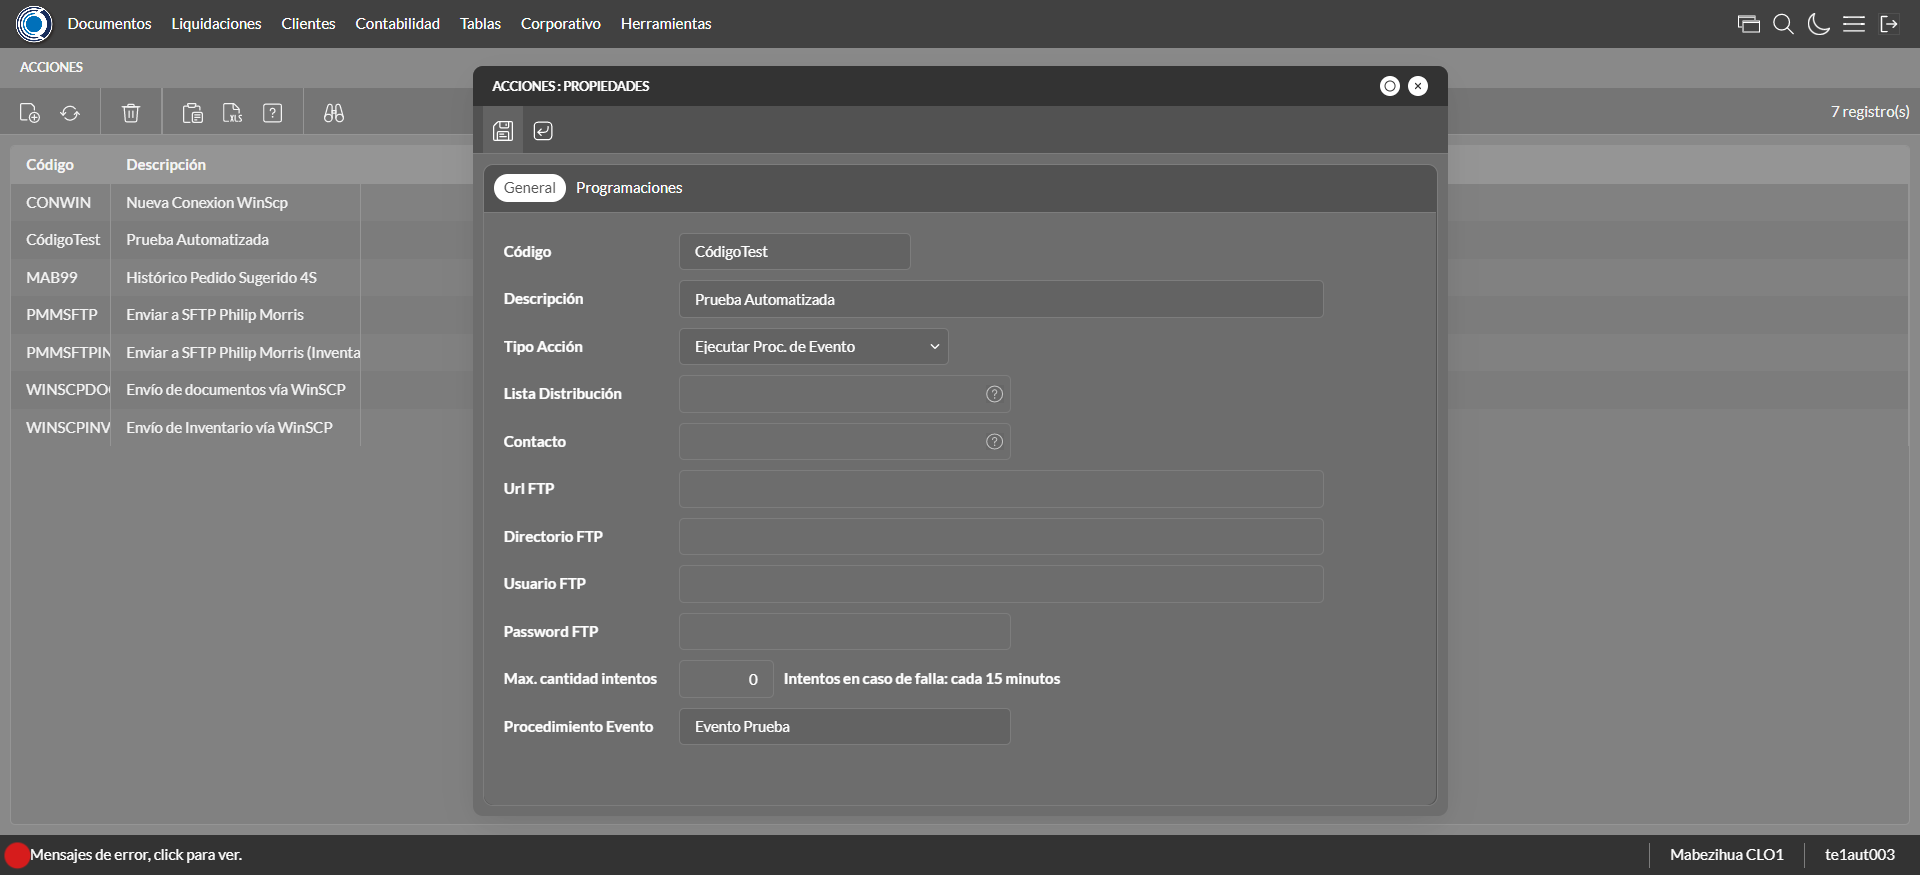 Documentos Liquidaciones Clientes Contabilidad Tablas Corporativo Herramientas
ACCIONES
XLS
7 registro(s)
Código Descripción
CONWIN Nueva Conexion WinScp
CódigoTest Prueba Automatizada
MAB99 Histórico Pedido Sugerido 4S
PMMSFTP Enviar a SFTP Philip Morris
PMMSFTPIN Enviar a SFTP Philip Morris (Inventa
WINSCPDO Envío de documentos vía WinSCP
WINSCPINV Envío de Inventario vía WinSCP
ACCIONES : PROPIEDADES
General Programaciones
Código CódigoTest
Descripción Prueba Automatizada
Tipo Acción Ejecutar Proc. de Evento
Lista Distribución
Contacto
Url FTP
Directorio FTP
Usuario FTP
Password FTP
Max. cantidad intentos 0 Intentos en caso de falla: cada 15 minutos
Procedimiento Evento Evento Prueba
Mensajes de error, click para ver.
Mabezihua CLO1 te1aut003